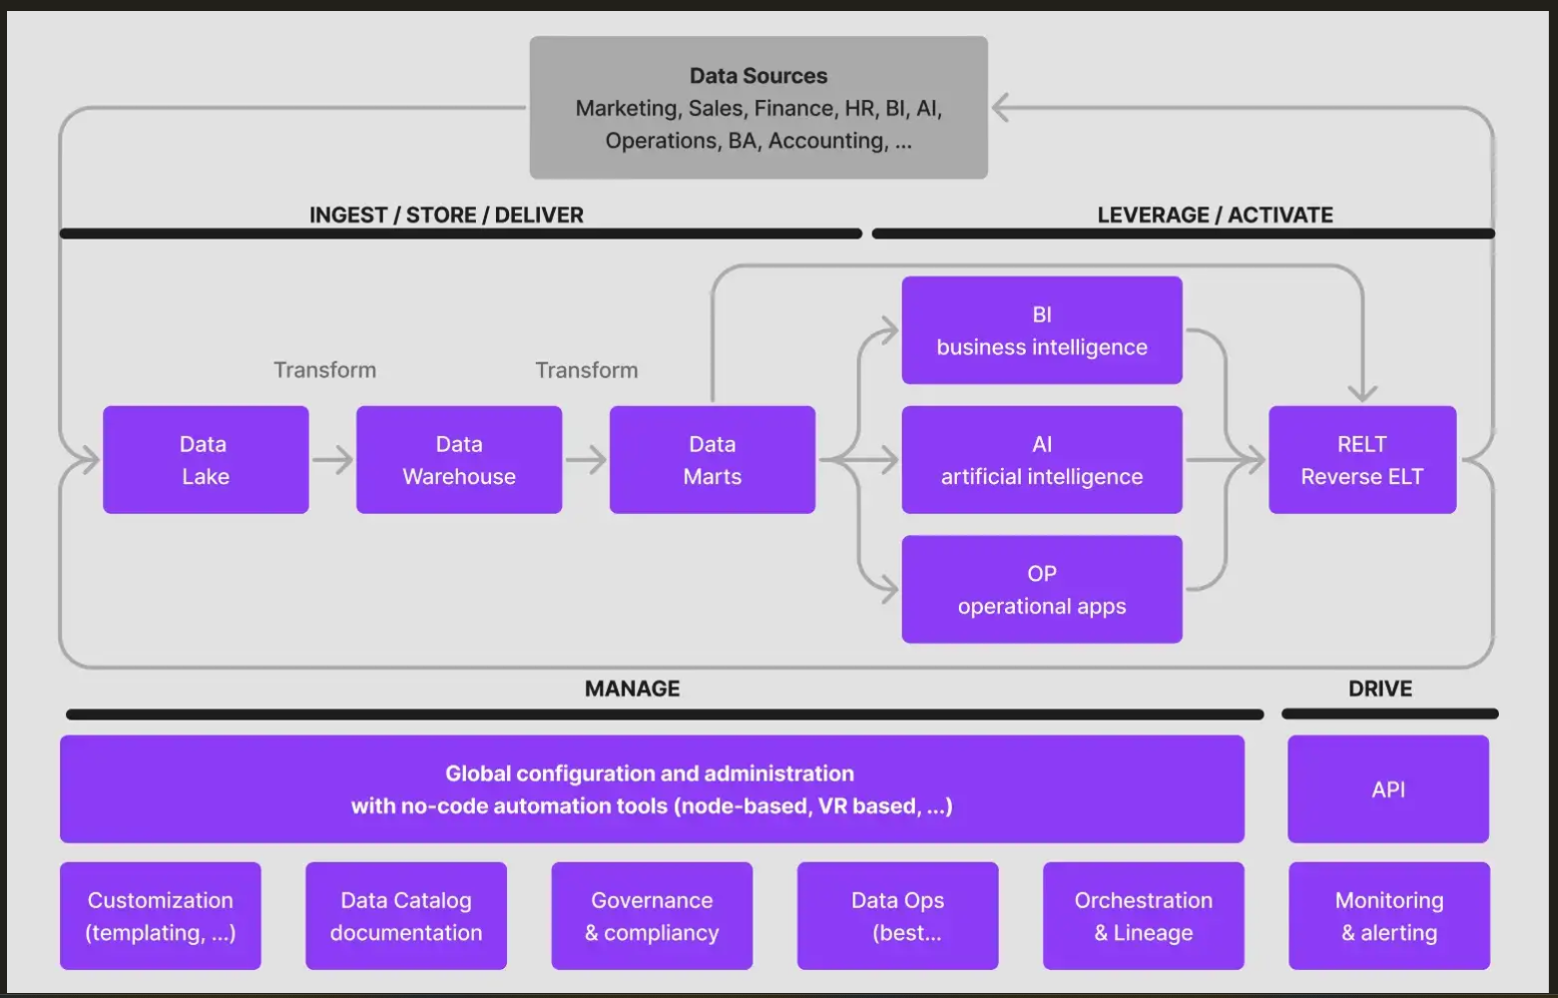 Data Sources
Marketing, Sales, Finance, HR, BI, AI,
Operations, BA, Accounting, ...
INGEST / STORE / DELIVER
LEVERAGE / ACTIVATE
Transform
Transform
Data
Lake
Data
Warehouse
Data
Marts
BI
business intelligence
AI
artificial intelligence
OP
operational apps
RELT
Reverse ELT
MANAGE
DRIVE
Global configuration and administration
with no-code automation tools (node-based, VR based, ...)
API
Customization
(templating, ...)
Data Catalog
documentation
Governance
& compliancy
Data Ops
(best...
Orchestration
& Lineage
Monitoring
& alerting